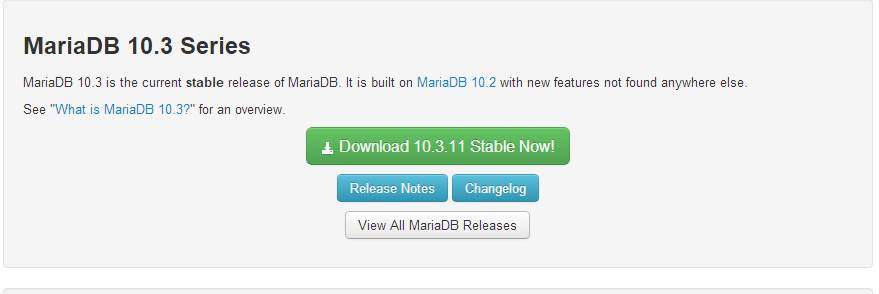 MariaDB 10.3 Series
MariaDB 10.3 is the current stable release of MariaDB. It is built on MariaDB 10.2 with new features not found anywhere else.
See "What is MariaDB 10.3?" for an overview.
Download 10.3.11 Stable Now!
Release Notes Changelog
View All MariaDB Releases